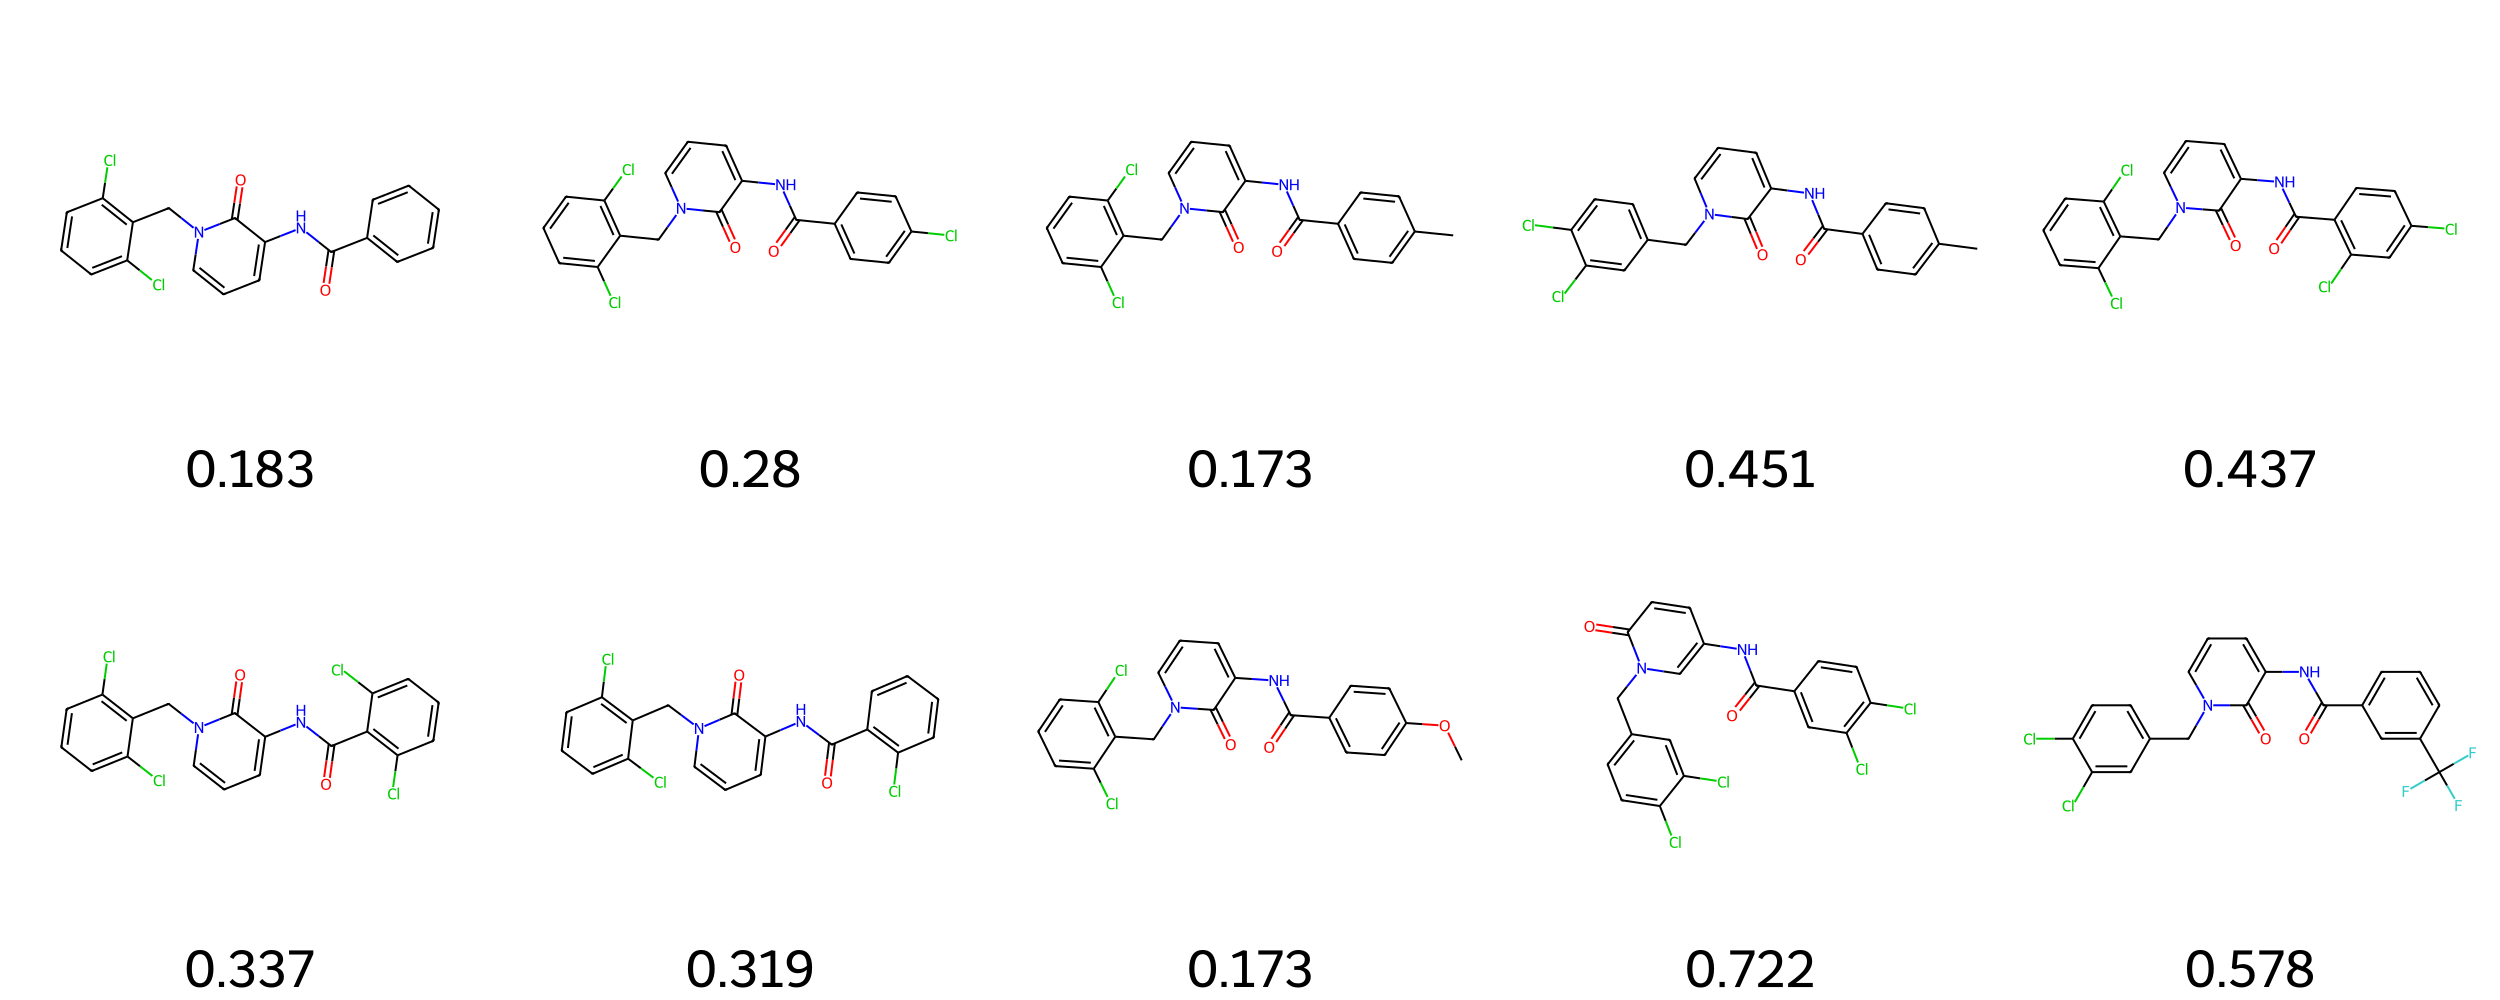 Cl Cl N O H N O
Cl Cl N O NH O Cl
Cl Cl N O NH O
Cl Cl N O NH O
Cl Cl N O NH O Cl Cl
0.183 0.28 0.173 0.451 0.437
Cl Cl N O H N O Cl Cl
Cl Cl N O H N O Cl
Cl Cl N O NH O O
O N NH O Cl Cl Cl Cl
Cl Cl N O NH O F F F
0.337 0.319 0.173 0.722 0.578